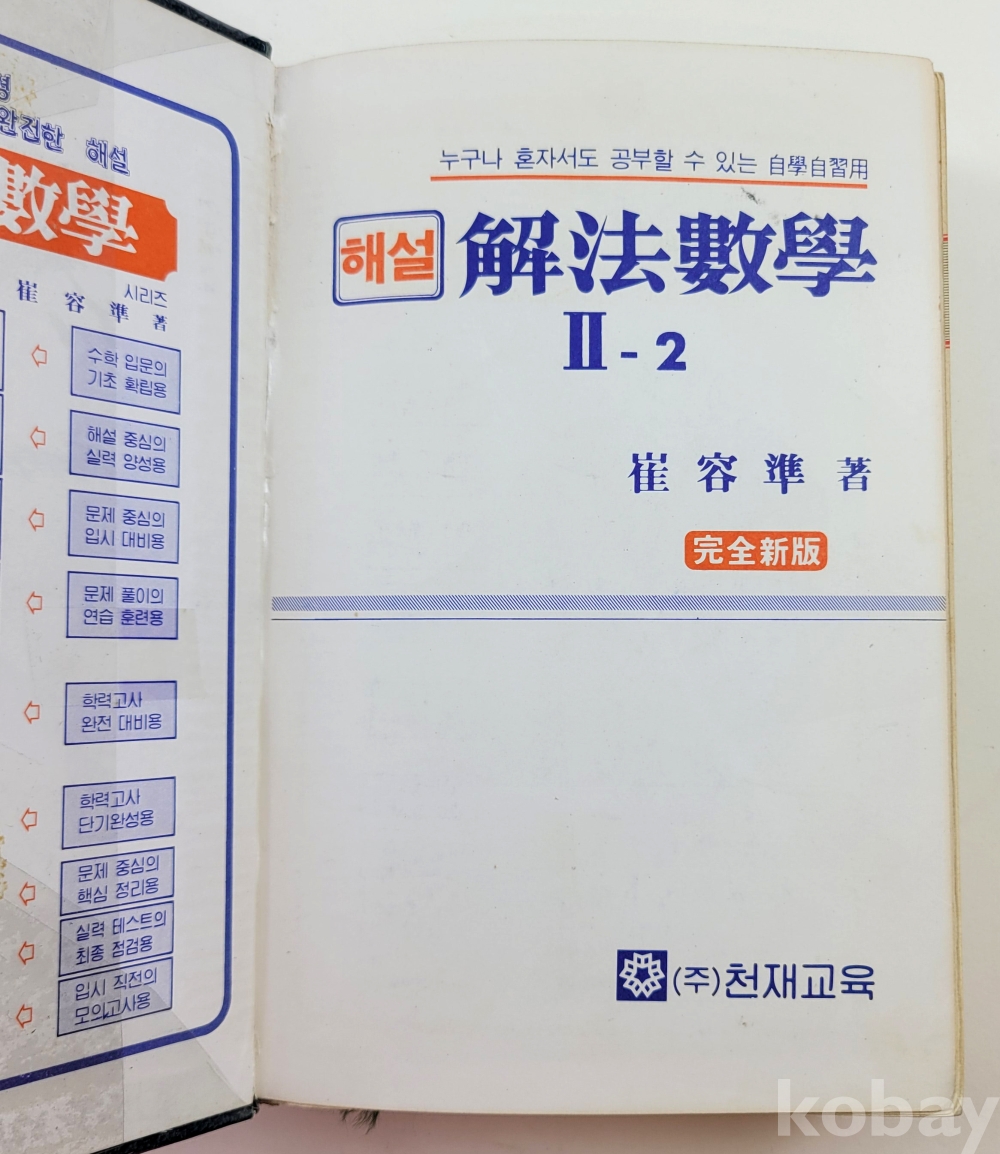 완전한 해설
數學
시리즈
崔容準 著
수학 입문의
기초 확립용
해설 중심의
실력 양성용
문제 중심의
입시 대비용
문제 풀이의
연습 훈련용
학력고사
완전 대비용
학력고사
단기완성용
문제 중심의
핵심 정리용
실력 테스트의
최종 점검용
입시 직전의
모의고사용
누구나 혼자서도 공부할 수 있는 自學自習用
해설 解法數學
II - 2
崔容準 著
完全新版
(주)천재교육
kobay